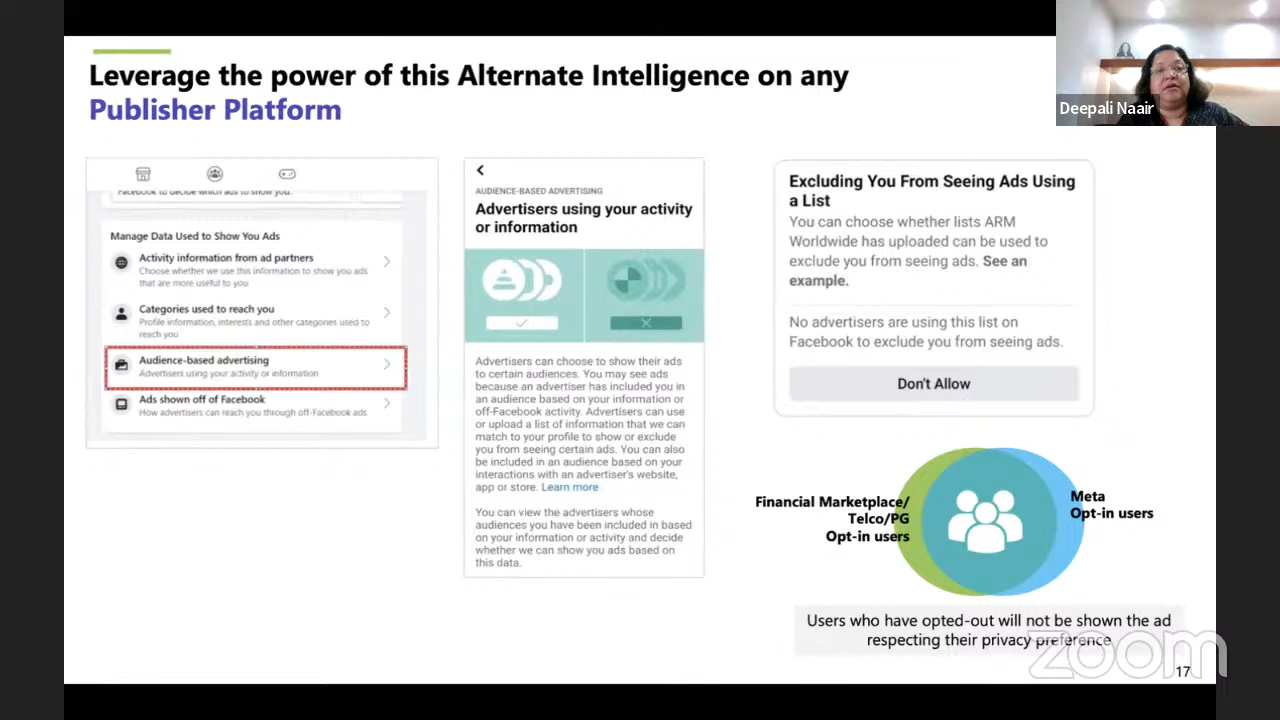 Leverage the power of this Alternate Intelligence on any
Publisher Platform
Deepali Naair
Facebook to decide which ads to show you.
Manage Data Used to Show You Ads
Activity information from ad partners
Choose whether we use this information to show you ads
that are more useful to you
Categories used to reach you
Profile information, interests and other categories used to
reach you
Audience-based advertising
Advertisers using your activity or information
Ads shown off of Facebook
How advertisers can reach you through off-Facebook ads
AUDIENCE-BASED ADVERTISING
Advertisers using your activity
or information
Advertisers can choose to show their ads
to certain audiences. You may see ads
because an advertiser has included you in
an audience based on your information or
off-Facebook activity. Advertisers can use
or upload a list of information that we can
match to your profile to show or exclude
you from seeing certain ads. You can also
be included in an audience based on your
interactions with an advertiser's website,
app or store. Learn more
You can view the advertisers whose
audiences you have been included in based
on your information or activity and decide
whether we can show you ads based on
this data.
Excluding You From Seeing Ads Using
a List
You can choose whether lists ARM
Worldwide has uploaded can be used to
exclude you from seeing ads. See an
example.
No advertisers are using this list on
Facebook to exclude you from seeing ads.
Don't Allow
Financial Marketplace/
Telco/PG
Opt-in users
Meta
Opt-in users
Users who have opted-out will not be shown the ad
respecting their privacy preference
zoom
17